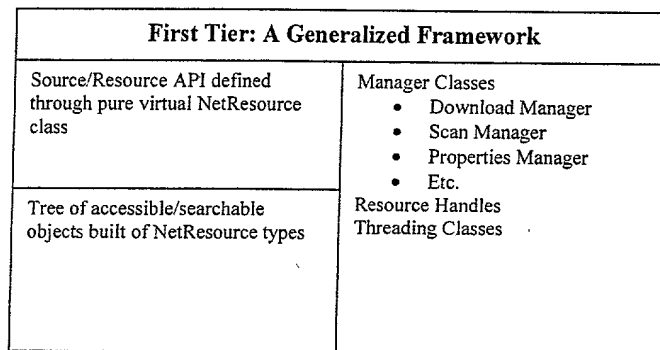 First Tier: A Generalized Framework
Source/Resource API defined
through pure virtual NetResource
class
Tree of accessible/searchable
objects built of NetResource types
Manager Classes
• Download Manager
• Scan Manager
• Properties Manager
• Etc.
Resource Handles
Threading Classes